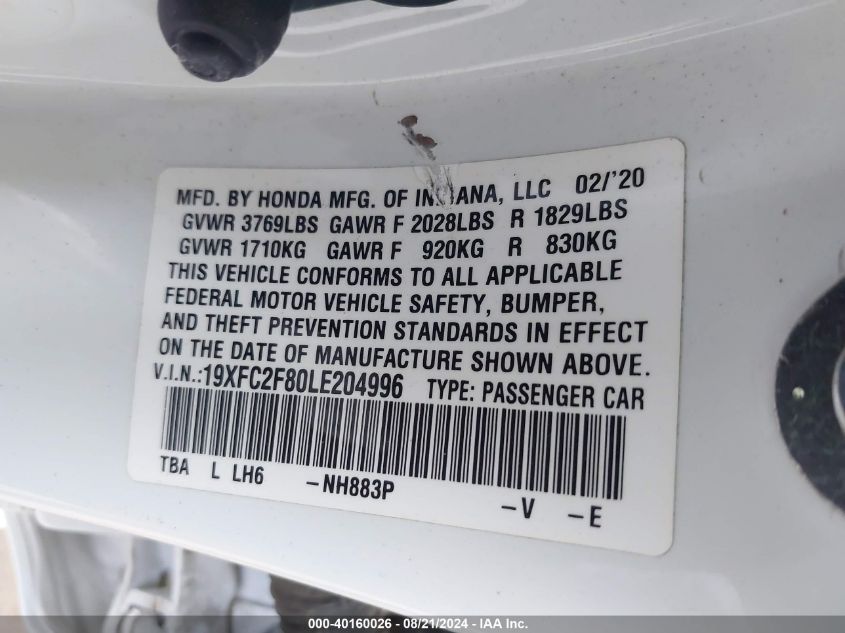 MFD. BY HONDA MFG. OF INDIANA, LLC 02/'20
GVWR 3769LBS GAWR F 2028LBS R 1829LBS
GVWR 1710KG GAWR F 920KG R 830KG
THIS VEHICLE CONFORMS TO ALL APPLICABLE
FEDERAL MOTOR VEHICLE SAFETY, BUMPER,
AND THEFT PREVENTION STANDARDS IN EFFECT
ON THE DATE OF MANUFACTURE SHOWN ABOVE.
V.I.N.:19XFC2F80LE204996 TYPE: PASSENGER CAR
TBA L LH6 -NH883P -V -E
000-40160026 - 08/21/2024 - IAA Inc.